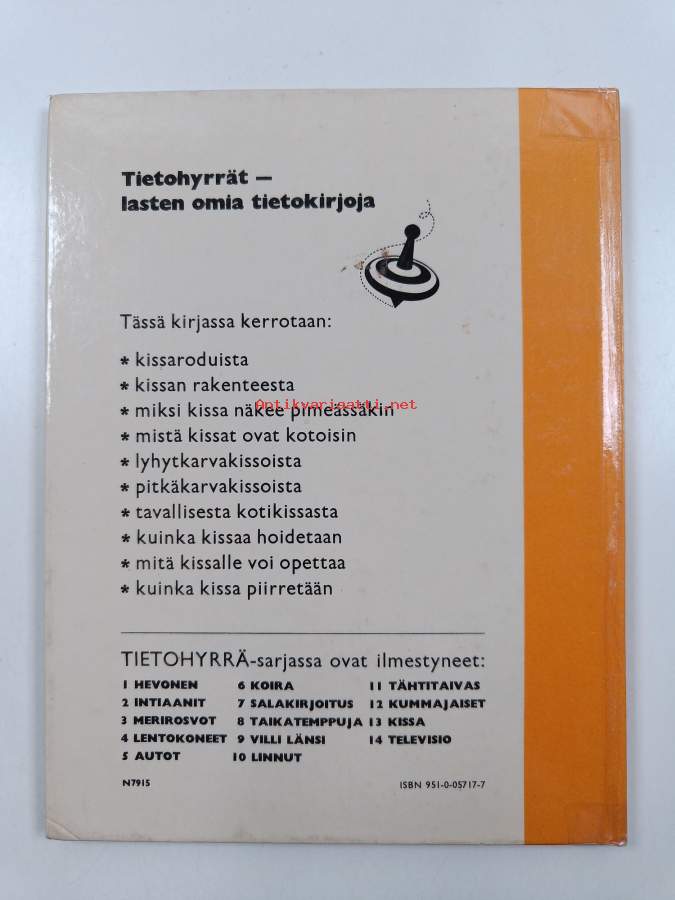 Tietohyrrät —
lasten omia tietokirjoja
Tässä kirjassa kerrotaan:
* kissaroduista
* kissan rakenteesta
* miksi kissa näkee pimeässäkin
Antikvariaatti.net
* mistä kissat ovat kotoisin
* lyhytkarvakissoista
* pitkäkarvakissoista
* tavallisesta kotikissasta
* kuinka kissaa hoidetaan
* mitä kissalle voi opettaa
* kuinka kissa piirretään
TIETOHYRRÄ-sarjassa ovat ilmestyneet:
1 HEVONEN 6 KOIRA 11 TÄHTITAIVAS
2 INTIAANIT 7 SALAKIRJOITUS 12 KUMMAJAISET
3 MERIROSVOT 8 TAIKATEMPPUJA 13 KISSA
4 LENTOKONEET 9 VILLI LÄNSI 14 TELEVISIO
5 AUTOT 10 LINNUT
N7915 ISBN 951-0-05717-7